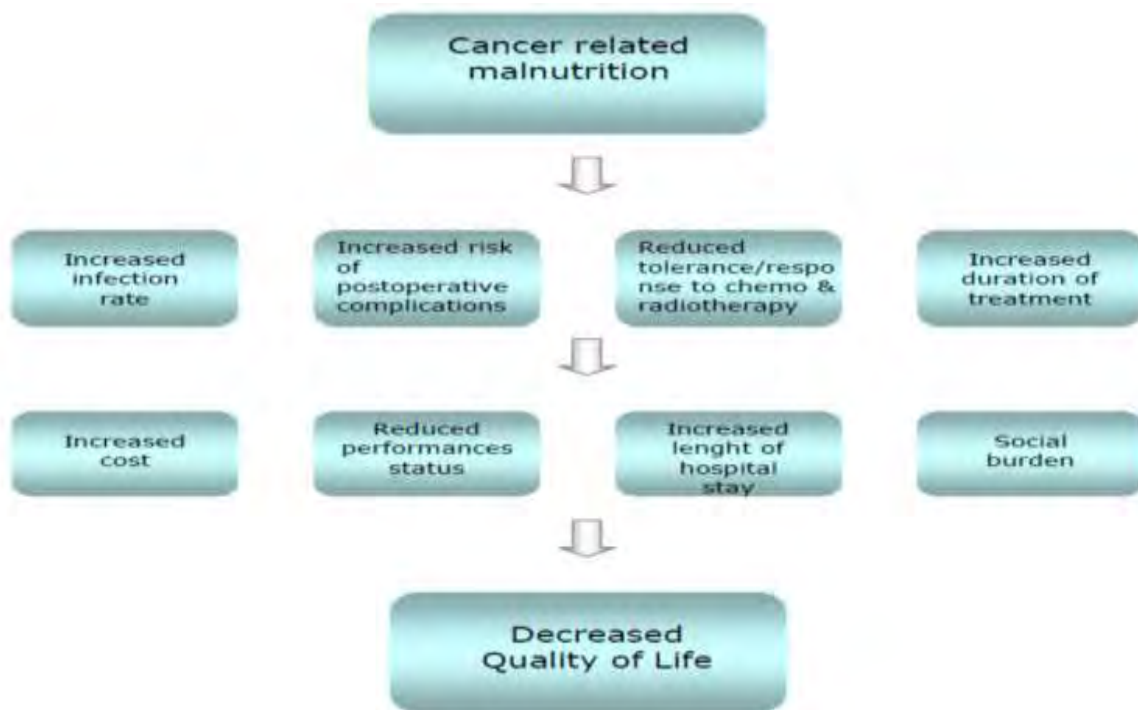 Cancer related
malnutrition
Increased
infection
rate
Increased risk
of
postoperative
complications
Reduced
tolerance/respo
nse to chemo &
radiotherapy
Increased
duration of
treatment
Increased
cost
Reduced
performances
status
Increased
lenght of
hospital
stay
Social
burden
Decreased
Quality of Life